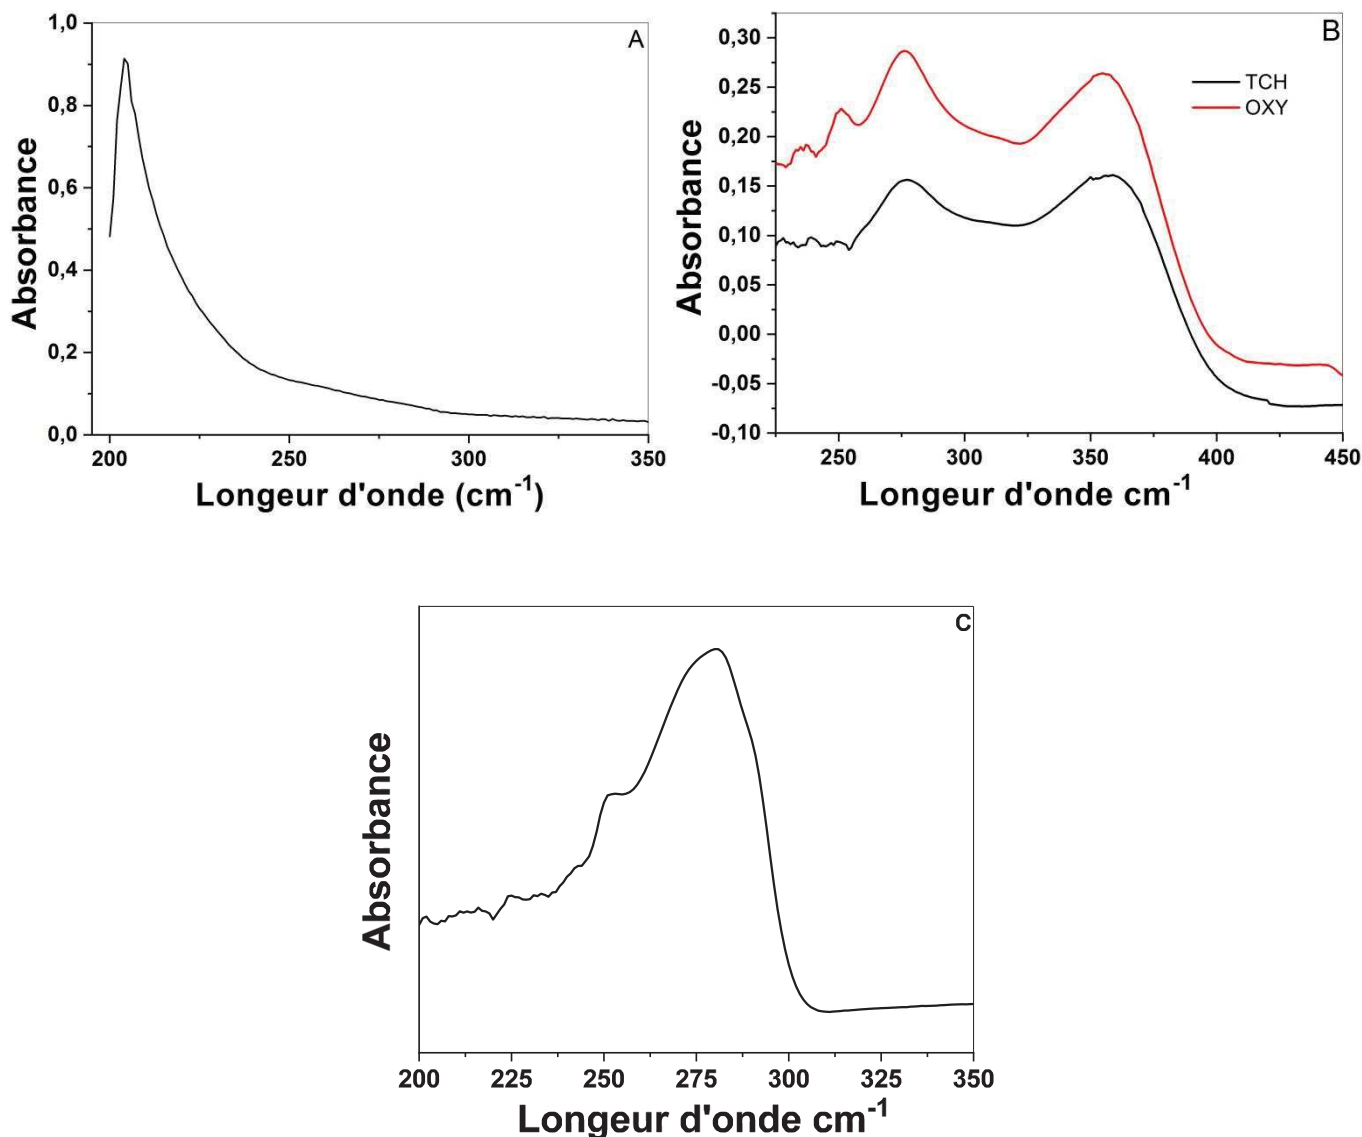 A
1,0
0,8
0,6
0,4
0,2
0,0
Absorbance
200 250 300 350
Longeur d'onde (cm-1)
B
0,30
0,25
0,20
0,15
0,10
0,05
0,00
-0,05
-0,10
Absorbance
TCH
OXY
250 300 350 400 450
Longeur d'onde cm-1
C
Absorbance
200 225 250 275 300 325 350
Longeur d'onde cm-1